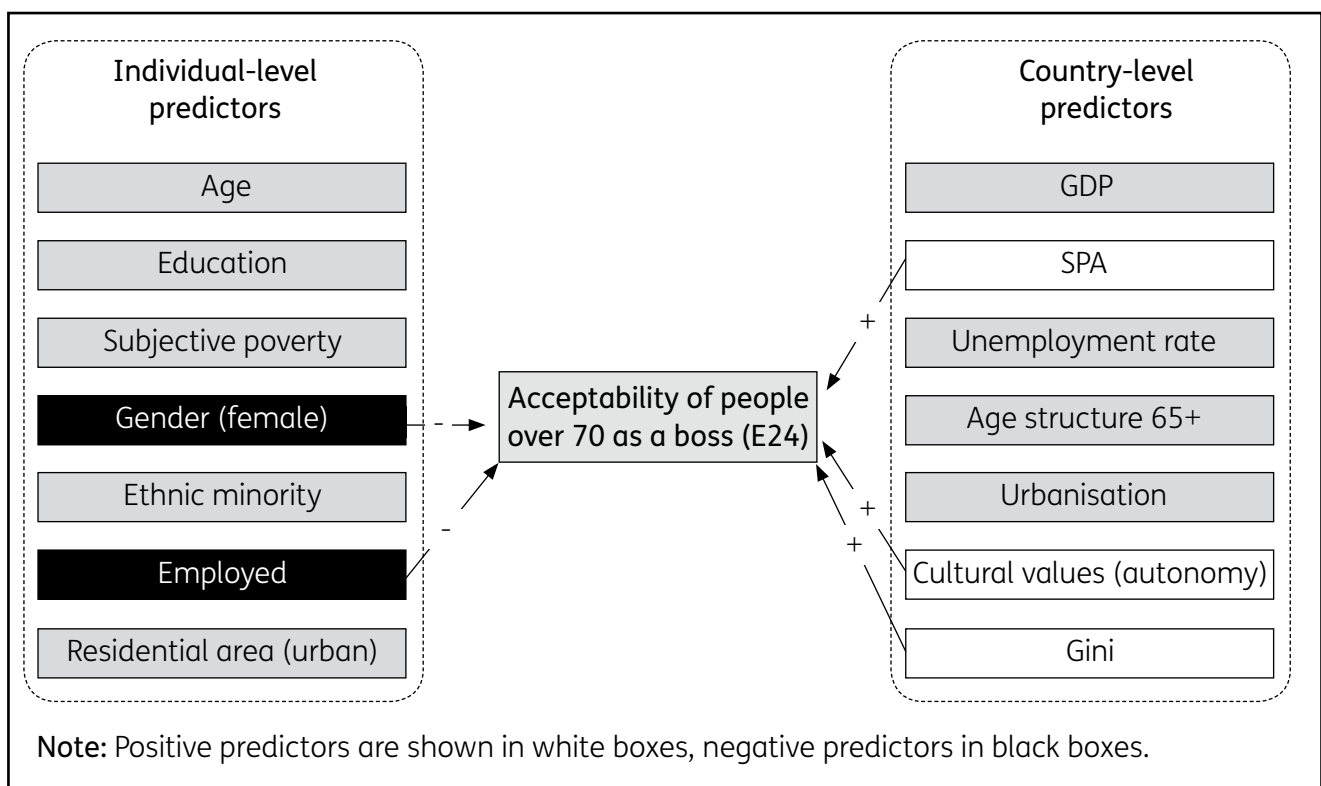 Individual-level
predictors
Age
Education
Subjective poverty
Gender (female)
Ethnic minority
Employed
Residential area (urban)
-
-
Acceptability of people
over 70 as a boss (E24)
+
+
+
Country-level
predictors
GDP
SPA
Unemployment rate
Age structure 65+
Urbanisation
Cultural values (autonomy)
Gini
Note: Positive predictors are shown in white boxes, negative predictors in black boxes.